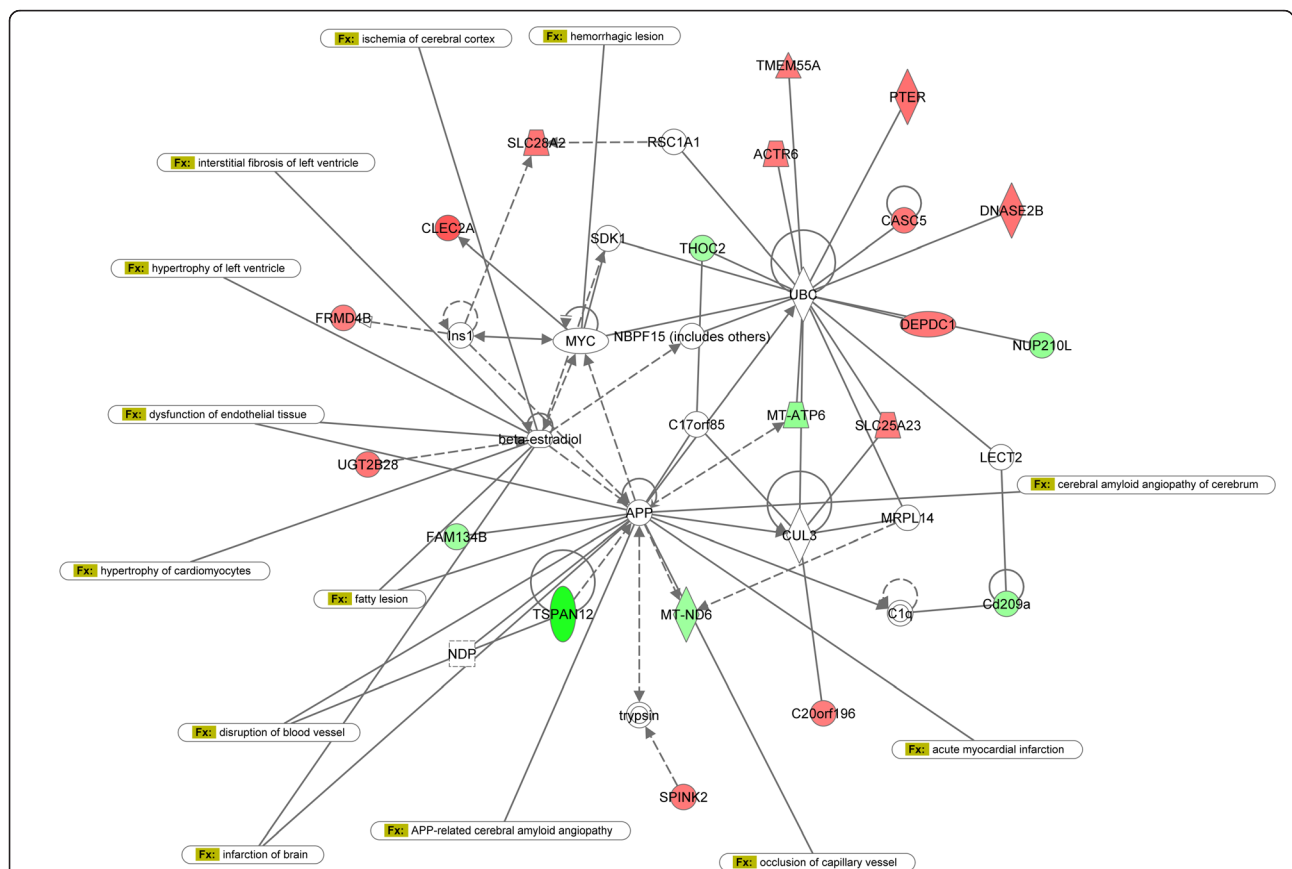 Fx: ischemia of cerebral cortex
Fx: hemorrhagic lesion
TMEM55A
PTER
SLC28A2
RSC1A1
ACTR6
Fx: interstitial fibrosis of left ventricle
CASC5
DNASE2B
CLEC2A
SDK1
THOC2
Fx: hypertrophy of left ventricle
UBC
FRMD4B
Ins1
MYC
NBPF15 (includes others)
DEPDC1
NUP210L
Fx: dysfunction of endothelial tissue
MT-ATP6
C17orf85
SLC25A23
beta-estradiol
UGT2B28
LECT2
Fx: cerebral amyloid angiopathy of cerebrum
APP
MRPL14
FAM134B
CUL3
Fx: hypertrophy of cardiomyocytes
Fx: fatty lesion
TSPAN12
MT-ND6
C1q
Cd209a
NDP
trypsin
C20orf196
Fx: disruption of blood vessel
Fx: acute myocardial infarction
SPINK2
Fx: APP-related cerebral amyloid angiopathy
Fx: infarction of brain
Fx: occlusion of capillary vessel